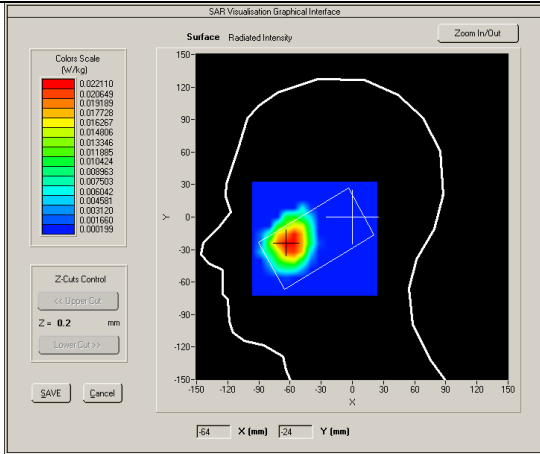 SAR Visualisation Graphical Interface
Surface Radiated Intensity
Zoom In/Out
Colors Scale
(W/kg)
0.022110
0.020649
0.019189
0.017728
0.016267
0.014806
0.013346
0.011885
0.010424
0.008963
0.007503
0.006042
0.004581
0.003120
0.001660
0.000199
Z-Cuts Control
<< Upper Cut
Z = 0.2 mm
Lower Cut >>
SAVE Cancel
150
120
90
60
30
0
-30
-60
-90
-120
-150
Y
-150 -120 -90 -60 -30 0 30 60 90 120 150
X
-64 X (mm) -24 Y (mm)